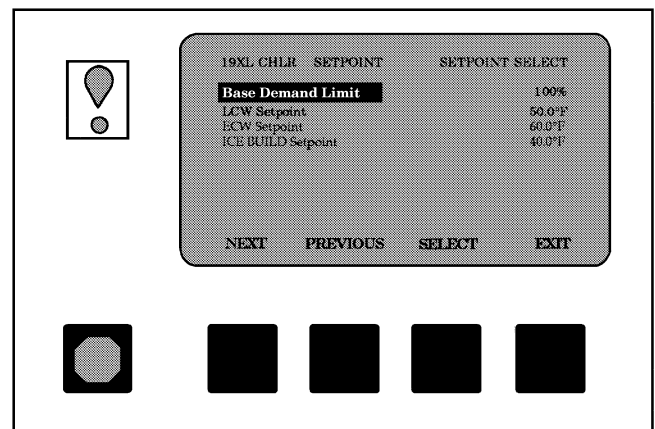 19XL CHLR SETPOINT SETPOINT SELECT
Base Demand Limit 100%
LCW Setpoint 50.0°F
ECW Setpoint 60.0°F
ICE BUILD Setpoint 40.0°F
NEXT PREVIOUS SELECT EXIT